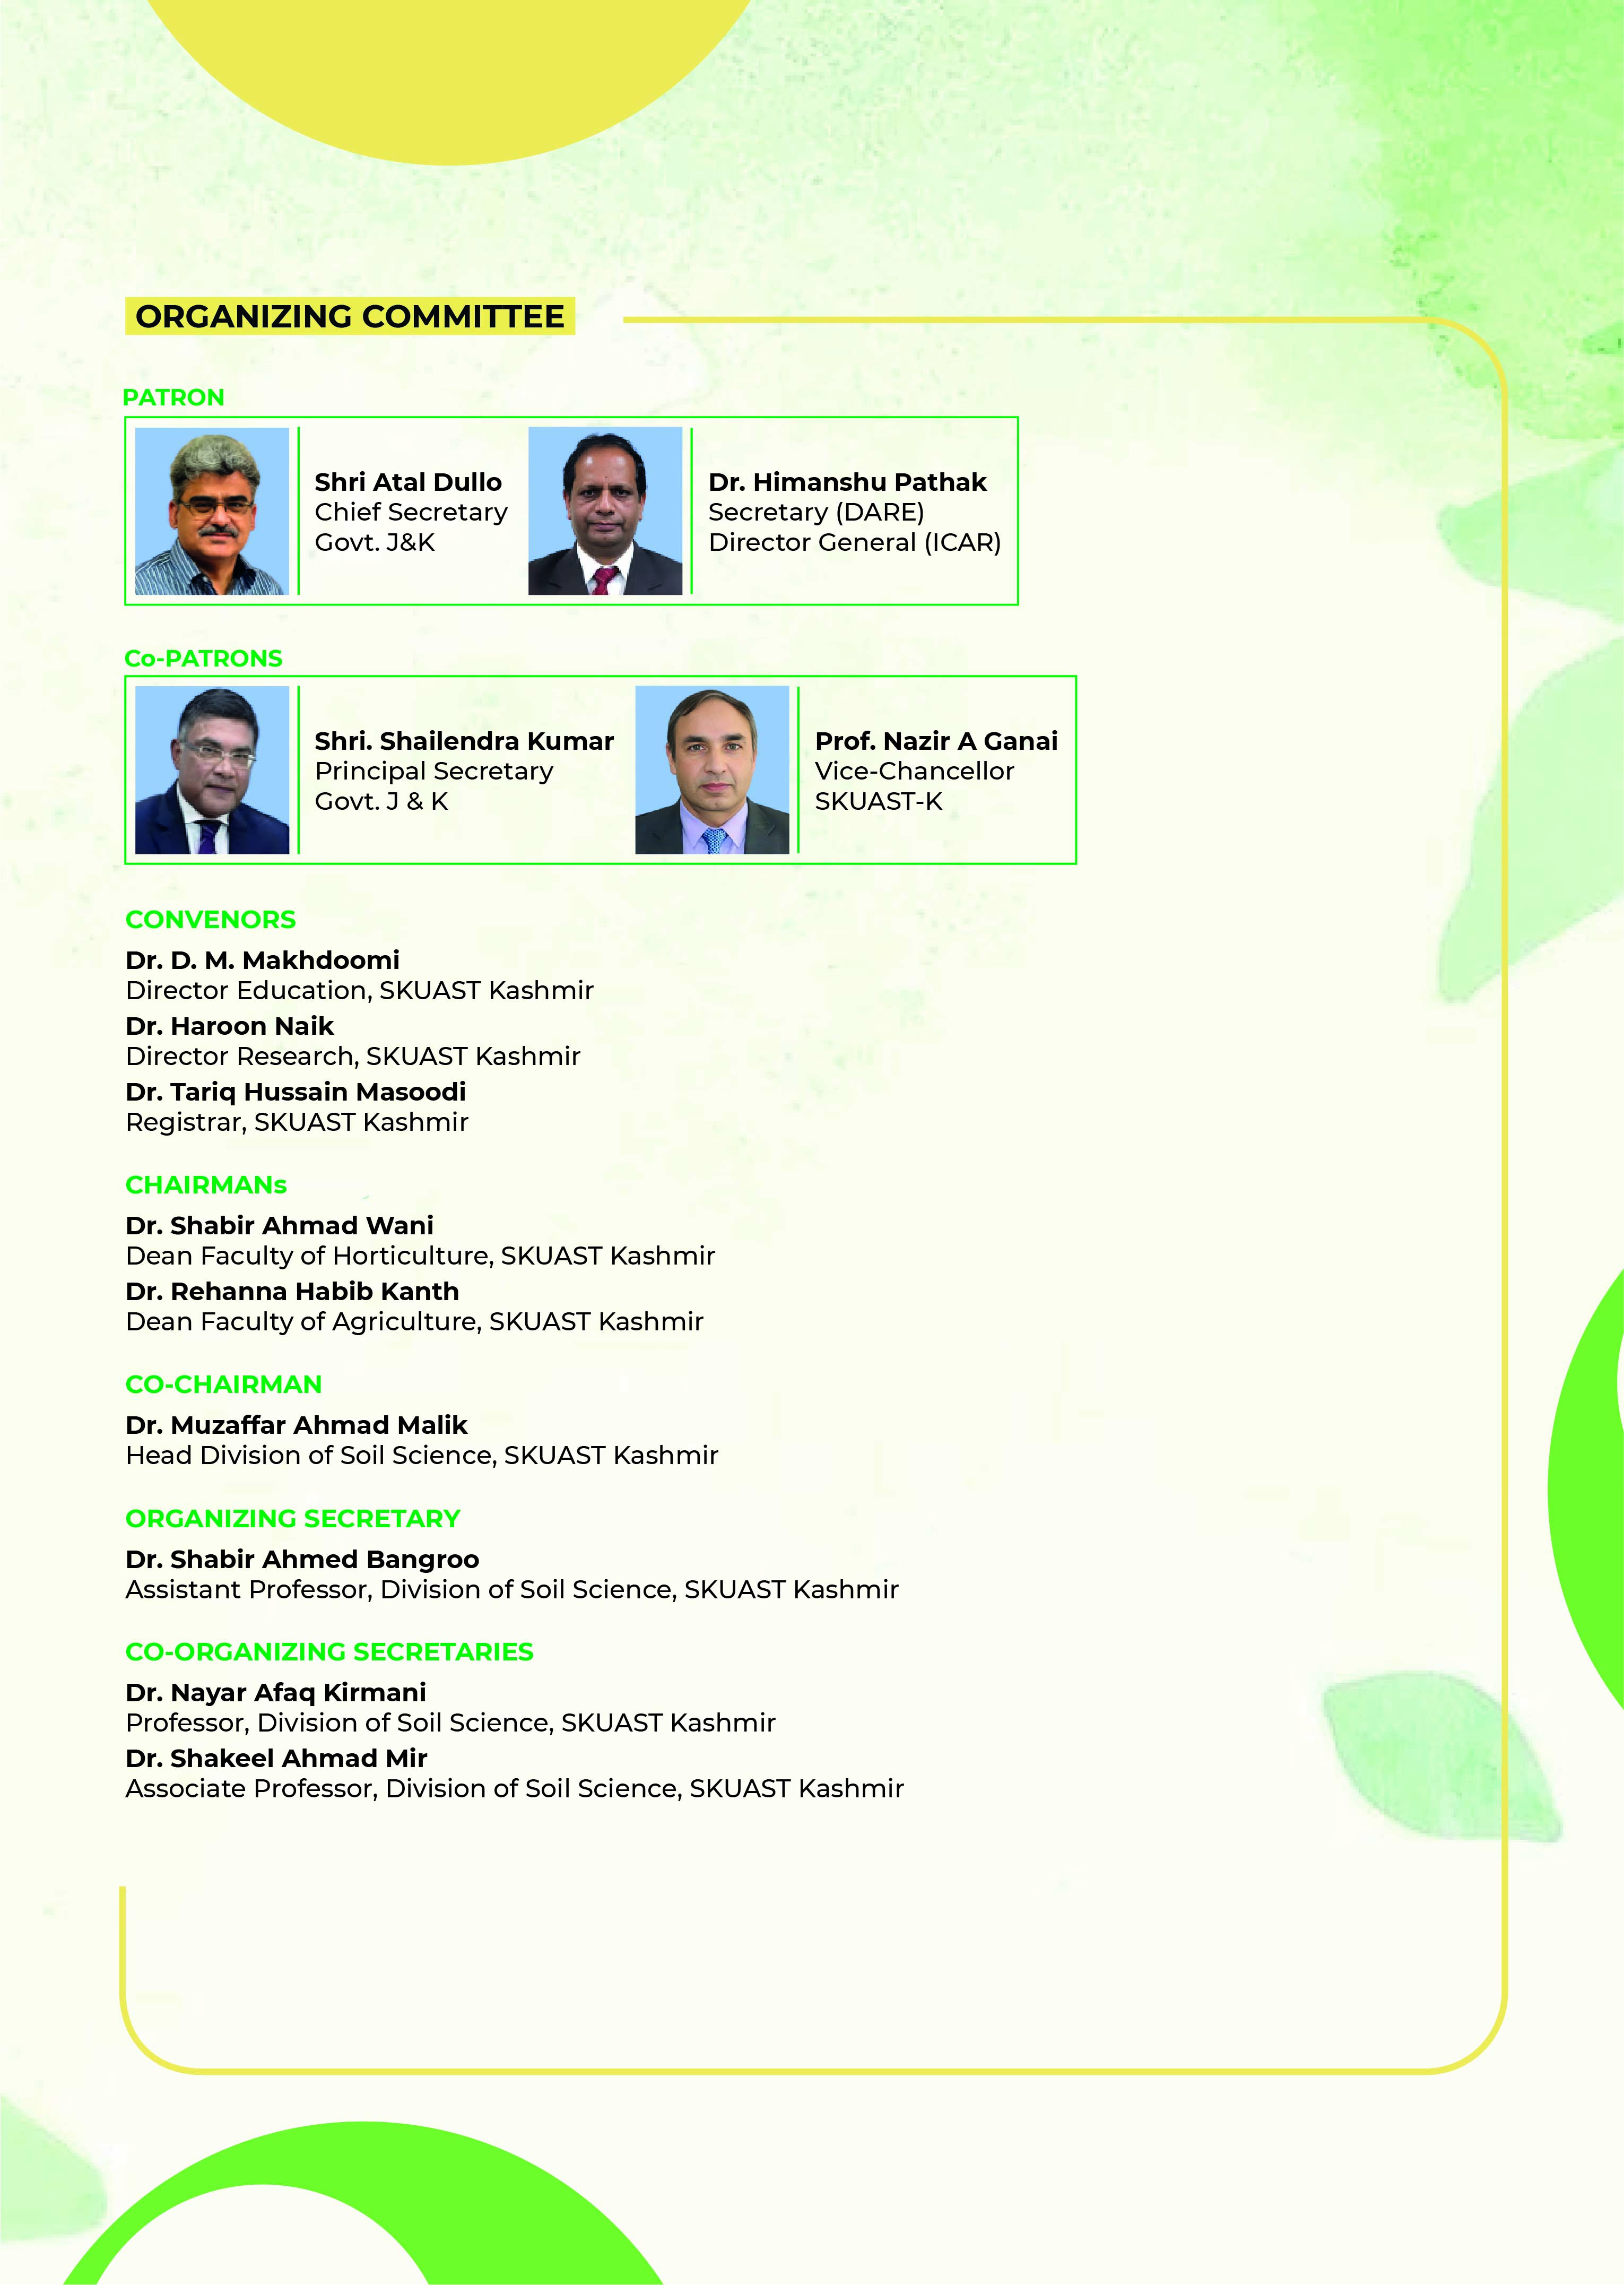 ORGANIZING COMMITTEE
PATRON
Shri Atal Dullo
Chief Secretary
Govt. J&K
Dr. Himanshu Pathak
Secretary (DARE)
Director General (ICAR)
Co-PATRONS
Shri. Shailendra Kumar
Principal Secretary
Govt. J & K
Prof. Nazir A Ganai
Vice-Chancellor
SKUAST-K
CONVENORS
Dr. D. M. Makhdoomi
Director Education, SKUAST Kashmir
Dr. Haroon Naik
Director Research, SKUAST Kashmir
Dr. Tariq Hussain Masoodi
Registrar, SKUAST Kashmir
CHAIRMANs
Dr. Shabir Ahmad Wani
Dean Faculty of Horticulture, SKUAST Kashmir
Dr. Rehanna Habib Kanth
Dean Faculty of Agriculture, SKUAST Kashmir
CO-CHAIRMAN
Dr. Muzaffar Ahmad Malik
Head Division of Soil Science, SKUAST Kashmir
ORGANIZING SECRETARY
Dr. Shabir Ahmed Bangroo
Assistant Professor, Division of Soil Science, SKUAST Kashmir
CO-ORGANIZING SECRETARIES
Dr. Nayar Afaq Kirmani
Professor, Division of Soil Science, SKUAST Kashmir
Dr. Shakeel Ahmad Mir
Associate Professor, Division of Soil Science, SKUAST Kashmir